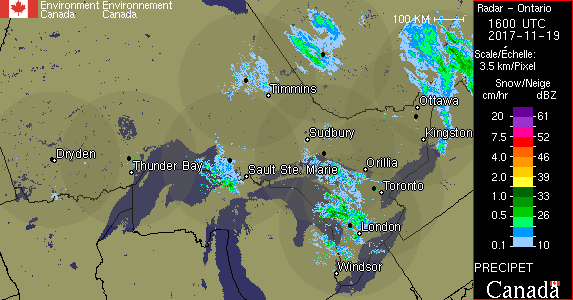 Environment Environnement
Canada Canada
Radar - Ontario
1600 UTC
2017-11-19
Scale/Échelle:
3.5 km/Pixel
Snow/Neige
cm/hr dBZ
20 61
7.5 52
4.0 46
2.0 39
1.0 33
0.5 26
0.1 10
PRECIPET
Canada
100 KM
Timmins
Ottawa
Sudbury
Kingston
Dryden
Thunder Bay
Sault Ste. Marie
Orillia
Toronto
London
Windsor